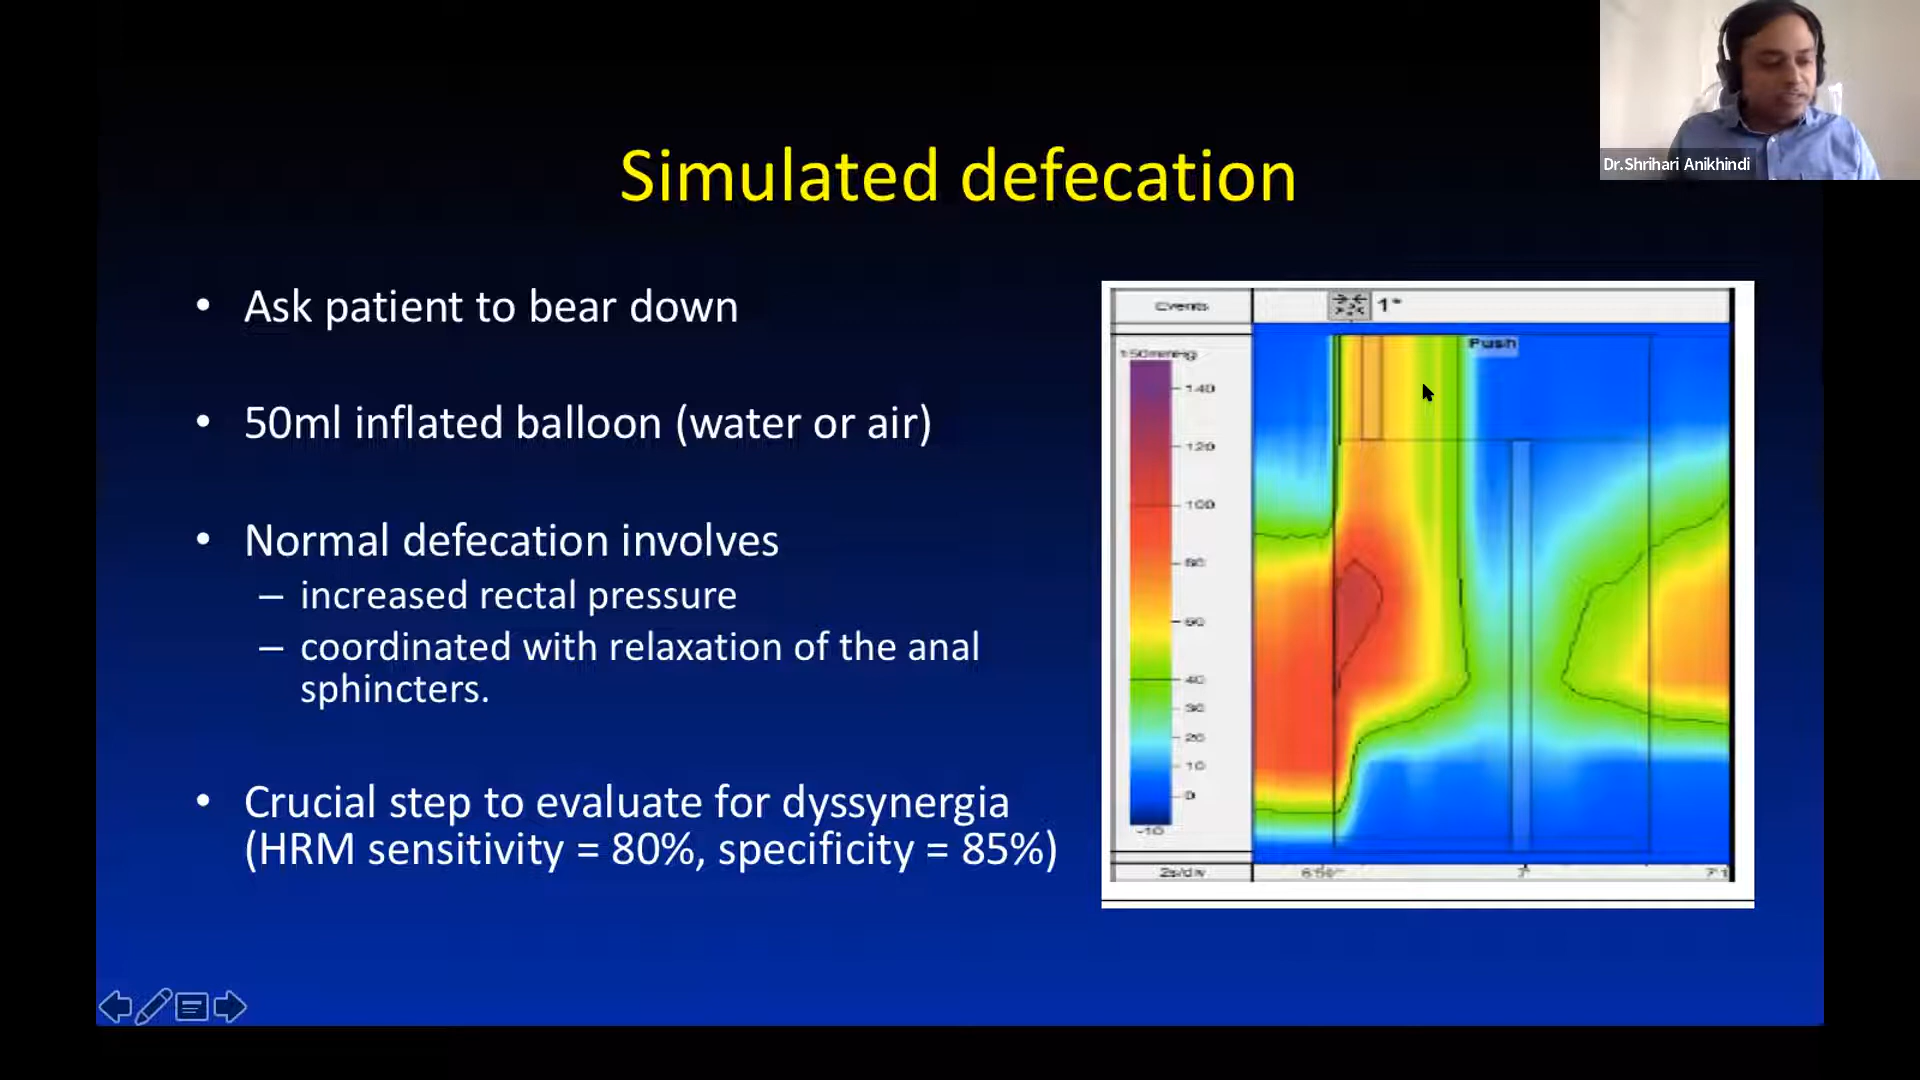 Dr.Shrihari Anikhindi
Simulated defecation
• Ask patient to bear down
• 50ml inflated balloon (water or air)
• Normal defecation involves
– increased rectal pressure
– coordinated with relaxation of the anal
sphincters.
• Crucial step to evaluate for dyssynergia
(HRM sensitivity = 80%, specificity = 85%)
Events
1*
Push
150mmHg
140
120
100
80
60
40
30
20
10
0
-10
2s/div